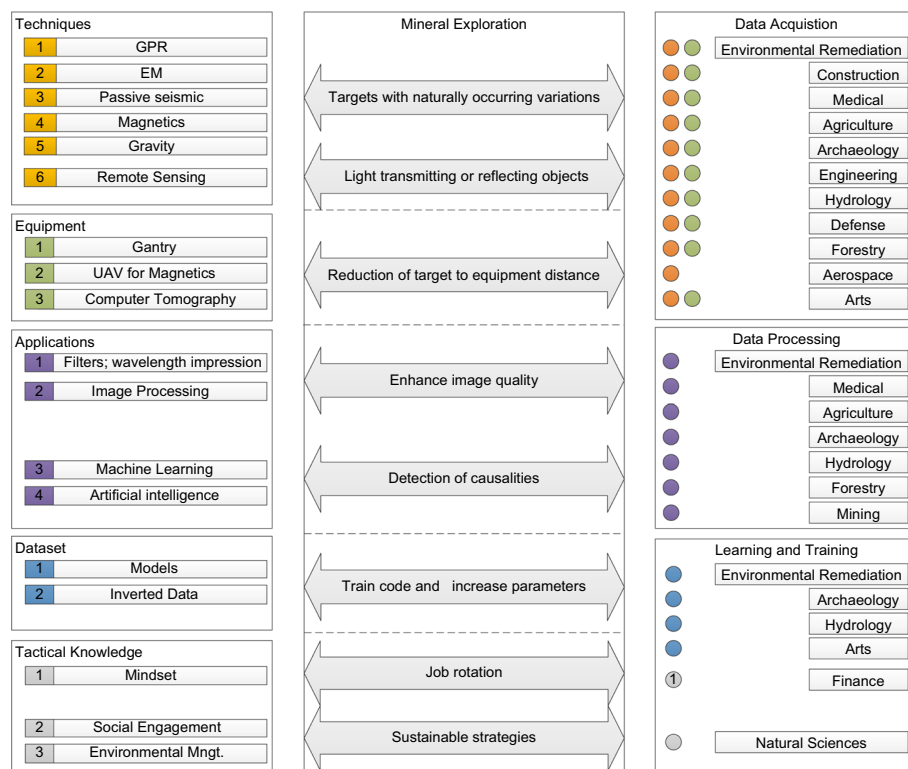 Techniques
1 GPR
2 EM
3 Passive seismic
4 Magnetics
5 Gravity
6 Remote Sensing
Equipment
1 Gantry
2 UAV for Magnetics
3 Computer Tomography
Applications
1 Filters; wavelength impression
2 Image Processing
3 Machine Learning
4 Artificial intelligence
Dataset
1 Models
2 Inverted Data
Tactical Knowledge
1 Mindset
2 Social Engagement
3 Environmental Mngt.
Mineral Exploration
Targets with naturally occurring variations
Light transmitting or reflecting objects
Reduction of target to equipment distance
Enhance image quality
Detection of causalities
Train code and increase parameters
Job rotation
Sustainable strategies
Data Acquistion
Environmental Remediation
Construction
Medical
Agriculture
Archaeology
Engineering
Hydrology
Defense
Forestry
Aerospace
Arts
Data Processing
Environmental Remediation
Medical
Agriculture
Archaeology
Hydrology
Forestry
Mining
Learning and Training
Environmental Remediation
Archaeology
Hydrology
Arts
1 Finance
Natural Sciences